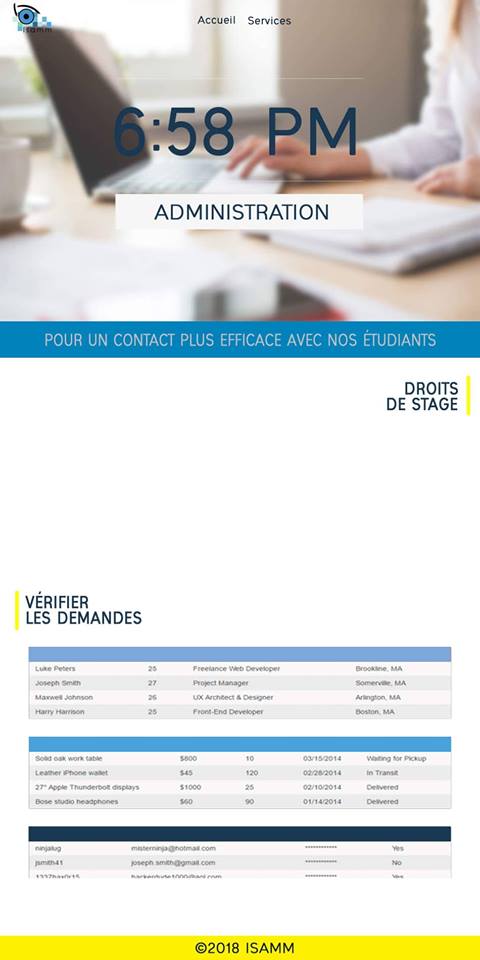 isamm
Accueil Services
6:58 PM
ADMINISTRATION
POUR UN CONTACT PLUS EFFICACE AVEC NOS ÉTUDIANTS
DROITS
DE STAGE
VÉRIFIER
LES DEMANDES
Luke Peters 25 Freelance Web Developer Brookline, MA
Joseph Smith 27 Project Manager Somerville, MA
Maxwell Johnson 26 UX Architect & Designer Arlington, MA
Harry Harrison 25 Front-End Developer Boston, MA
Solid oak work table $800 10 03/15/2014 Waiting for Pickup
Leather iPhone wallet $45 120 02/28/2014 In Transit
27" Apple Thunderbolt displays $1000 25 02/10/2014 Delivered
Bose studio headphones $60 90 01/14/2014 Delivered
ninjalug misterninja@hotmail.com ************ Yes
jsmith41 joseph.smith@gmail.com ************ No
1337hax0r15 hackerdude1000@aol.com ************ Yes
©2018 ISAMM